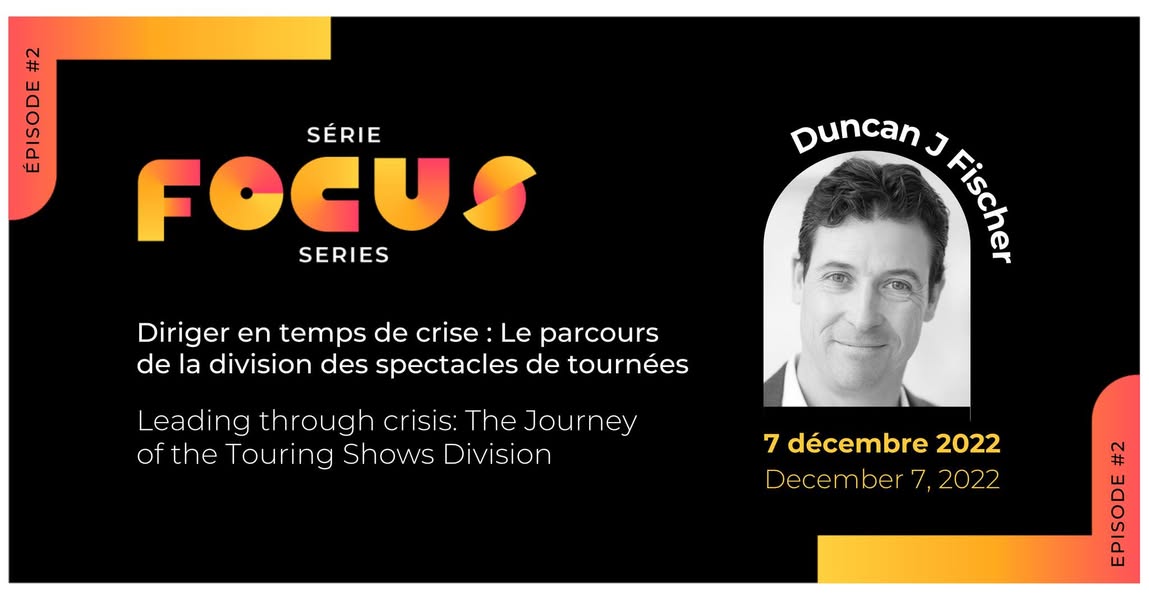 ÉPISODE #2
SÉRIE
FOCUS
SERIES
Diriger en temps de crise : Le parcours
de la division des spectacles de tournées
Leading through crisis: The Journey
of the Touring Shows Division
Duncan J Fischer
7 décembre 2022
December 7, 2022
EPISODE #2